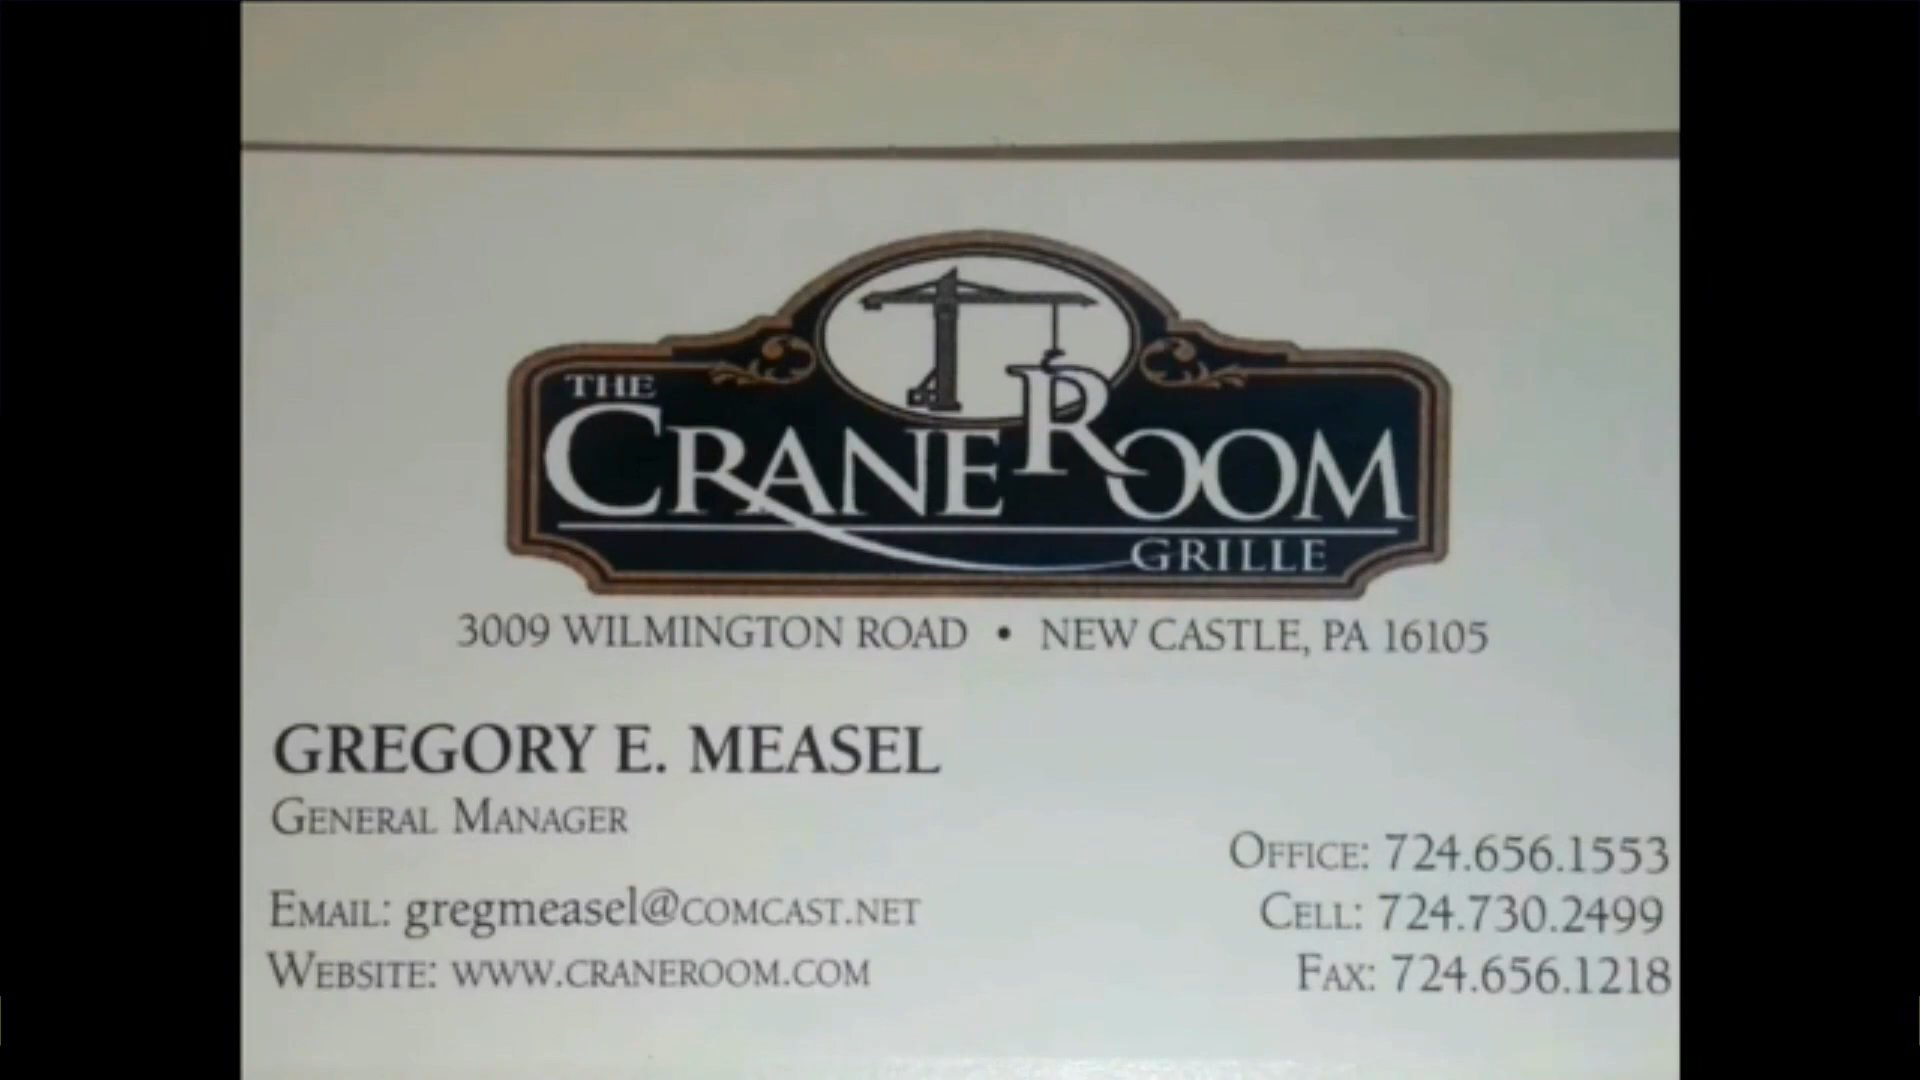 THE
CRANE ROOM
GRILLE
3009 WILMINGTON ROAD • NEW CASTLE, PA 16105
GREGORY E. MEASEL
GENERAL MANAGER
OFFICE: 724.656.1553
EMAIL: gregmeasel@COMCAST.NET
CELL: 724.730.2499
WEBSITE: WWW.CRANEROOM.COM
FAX: 724.656.1218